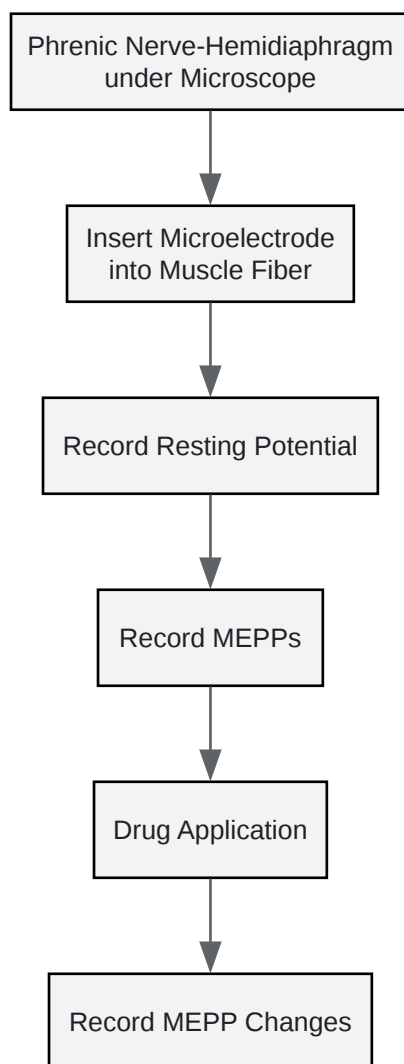 Phrenic Nerve-Hemidiaphragm
under Microscope
Insert Microelectrode
into Muscle Fiber
Record Resting Potential
Record MEPPs
Drug Application
Record MEPP Changes